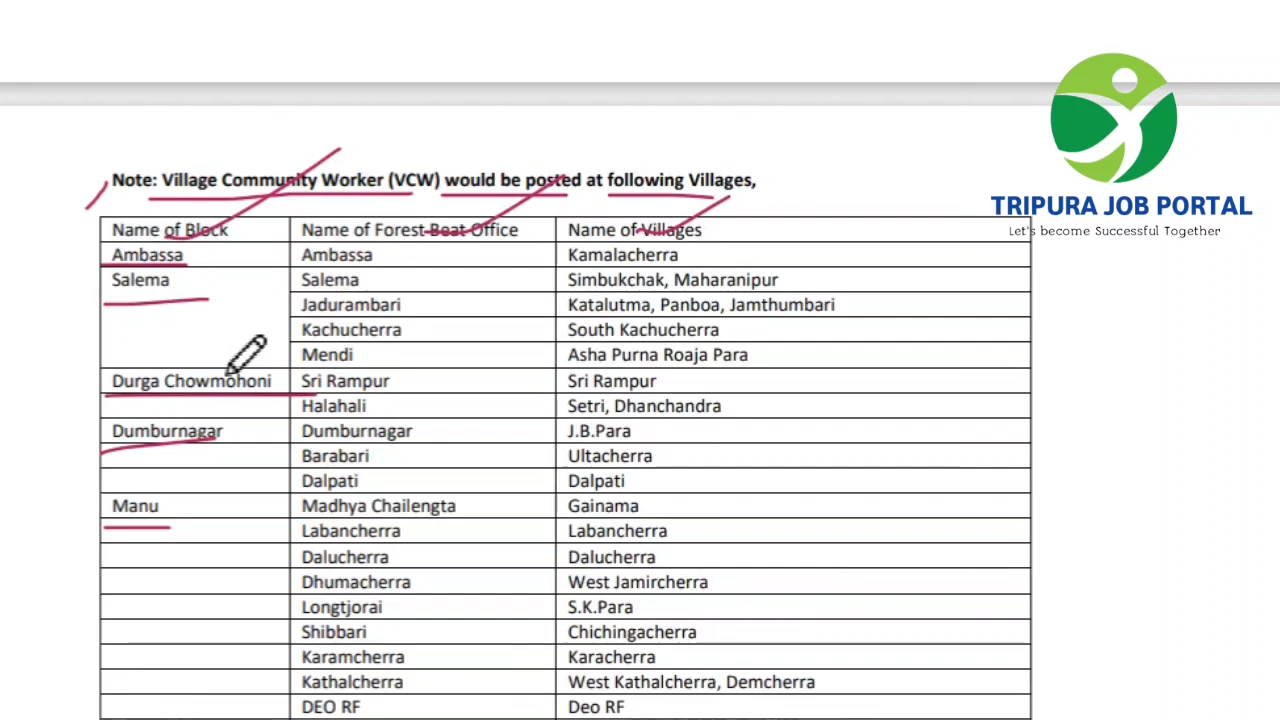 TRIPURA JOB PORTAL
Let's become Successful Together
Note: Village Community Worker (VCW) would be posted at following Villages,
Name of Block Name of Forest Beat Office Name of Villages
Ambassa Ambassa Kamalacherra
Salema Salema Simbukchak, Maharanipur
Jadurambari Katalutma, Panboa, Jamthumbari
Kachucherra South Kachucherra
Mendi Asha Purna Roaja Para
Durga Chowmohoni Sri Rampur Sri Rampur
Halahali Setri, Dhanchandra
Dumburnagar Dumburnagar J.B.Para
Barabari Ultacherra
Dalpati Dalpati
Manu Madhya Chailengta Gainama
Labancherra Labancherra
Dalucherra Dalucherra
Dhumacherra West Jamircherra
Longtjorai S.K.Para
Shibbari Chichingacherra
Karamcherra Karacherra
Kathalcherra West Kathalcherra, Demcherra
DEO RF Deo RF